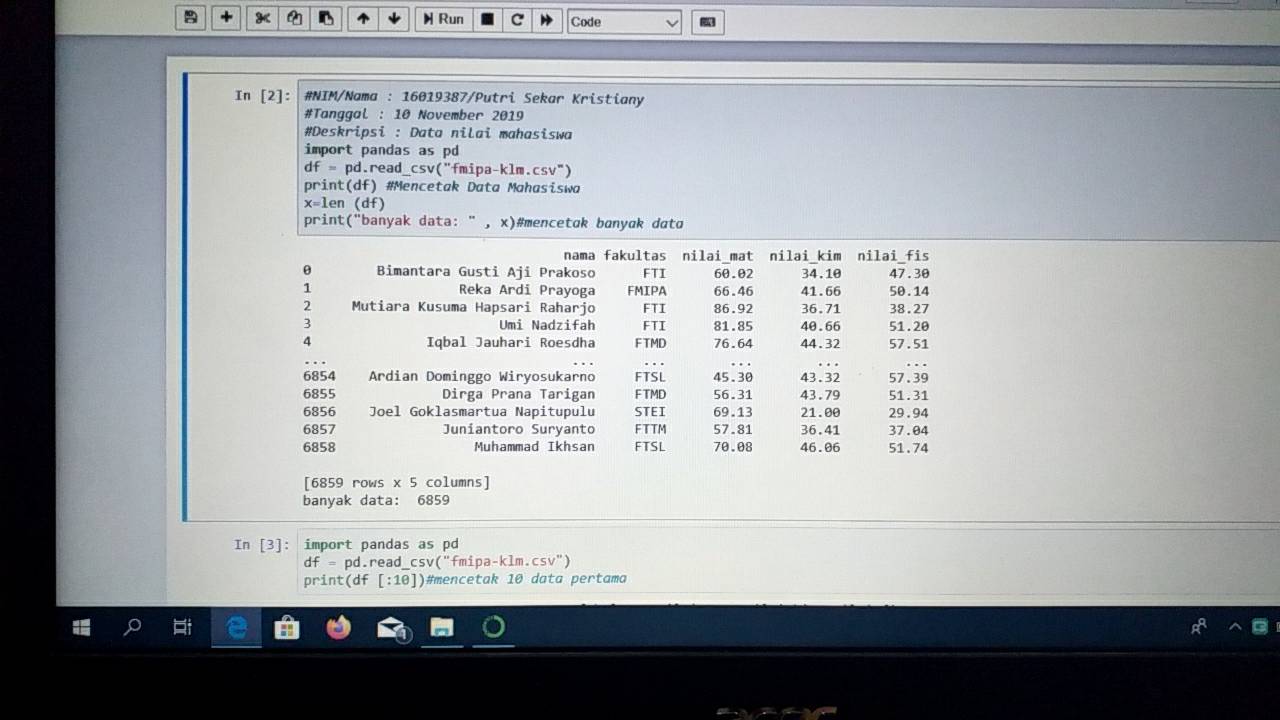 Run
Code
In [2]:
#NIM/Nama : 16019387/Putri Sekar Kristiany
#Tanggal : 10 November 2019
#Deskripsi : Data nilai mahasiswa
import pandas as pd
df = pd.read_csv("fmipa-klm.csv")
print(df) #Mencetak Data Mahasiswa
x=len (df)
print("banyak data: " , x)#mencetak banyak data
nama fakultas nilai_mat nilai_kim nilai_fis
0 Bimantara Gusti Aji Prakoso FTI 60.02 34.10 47.30
1 Reka Ardi Prayoga FMIPA 66.46 41.66 50.14
2 Mutiara Kusuma Hapsari Raharjo FTI 86.92 36.71 38.27
3 Umi Nadzifah FTI 81.85 40.66 51.20
4 Iqbal Jauhari Roesdha FTMD 76.64 44.32 57.51
... ... ... ... ... ...
6854 Ardian Dominggo Wiryosukarno FTSL 45.30 43.32 57.39
6855 Dirga Prana Tarigan FTMD 56.31 43.79 51.31
6856 Joel Goklasmartua Napitupulu STEI 69.13 21.00 29.94
6857 Juniantoro Suryanto FTTM 57.81 36.41 37.04
6858 Muhammad Ikhsan FTSL 70.08 46.06 51.74
[6859 rows x 5 columns]
banyak data: 6859
In [3]:
import pandas as pd
df = pd.read_csv("fmipa-klm.csv")
print(df [:10])#mencetak 10 data pertama